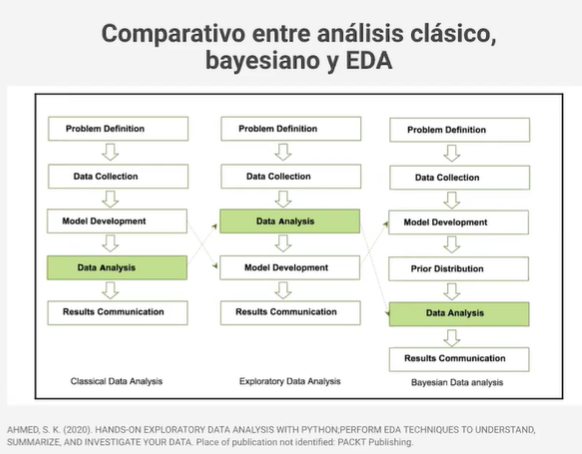 Comparativo entre análisis clásico,
bayesiano y EDA
Problem Definition
Data Collection
Model Development
Data Analysis
Results Communication
Classical Data Analysis
Problem Definition
Data Collection
Data Analysis
Model Development
Results Communication
Exploratory Data Analysis
Problem Definition
Data Collection
Model Development
Prior Distribution
Data Analysis
Results Communication
Bayesian Data analysis
AHMED, S. K. (2020). HANDS-ON EXPLORATORY DATA ANALYSIS WITH PYTHON;PERFORM EDA TECHNIQUES TO UNDERSTAND,
SUMMARIZE, AND INVESTIGATE YOUR DATA. Place of publication not identified: PACKT Publishing.